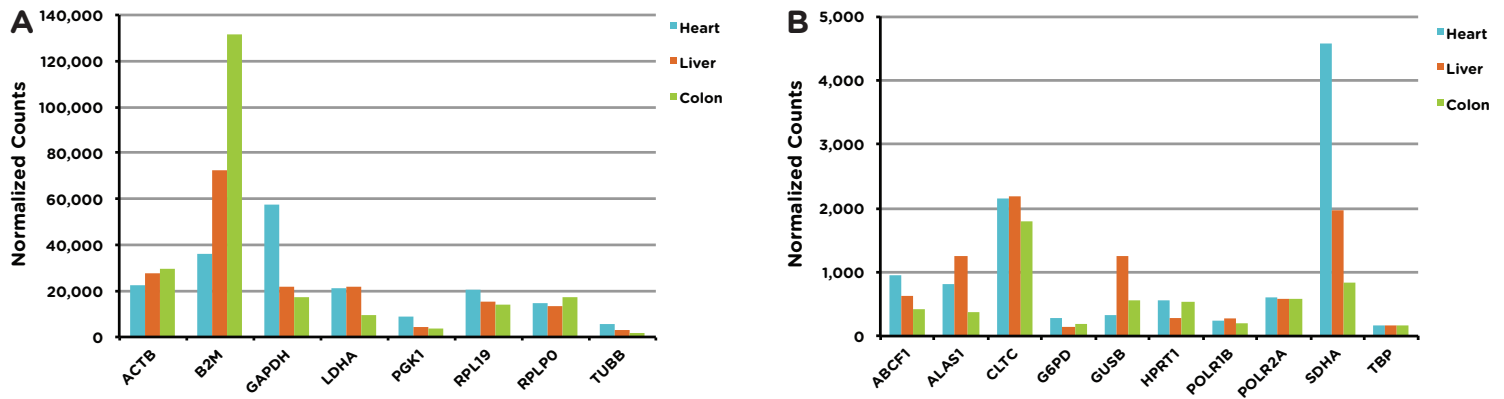 A
Normalized Counts
140,000
120,000
100,000
80,000
60,000
40,000
20,000
0
ACTB
B2M
GAPDH
LDHA
PGK1
RPL19
RPLP0
TUBB
Heart
Liver
Colon
B
Normalized Counts
5,000
4,000
3,000
2,000
1,000
0
ABCF1
ALAS1
CLTC
G6PD
GUSB
HPRT1
POLR1B
POLR2A
SDHA
TBP
Heart
Liver
Colon